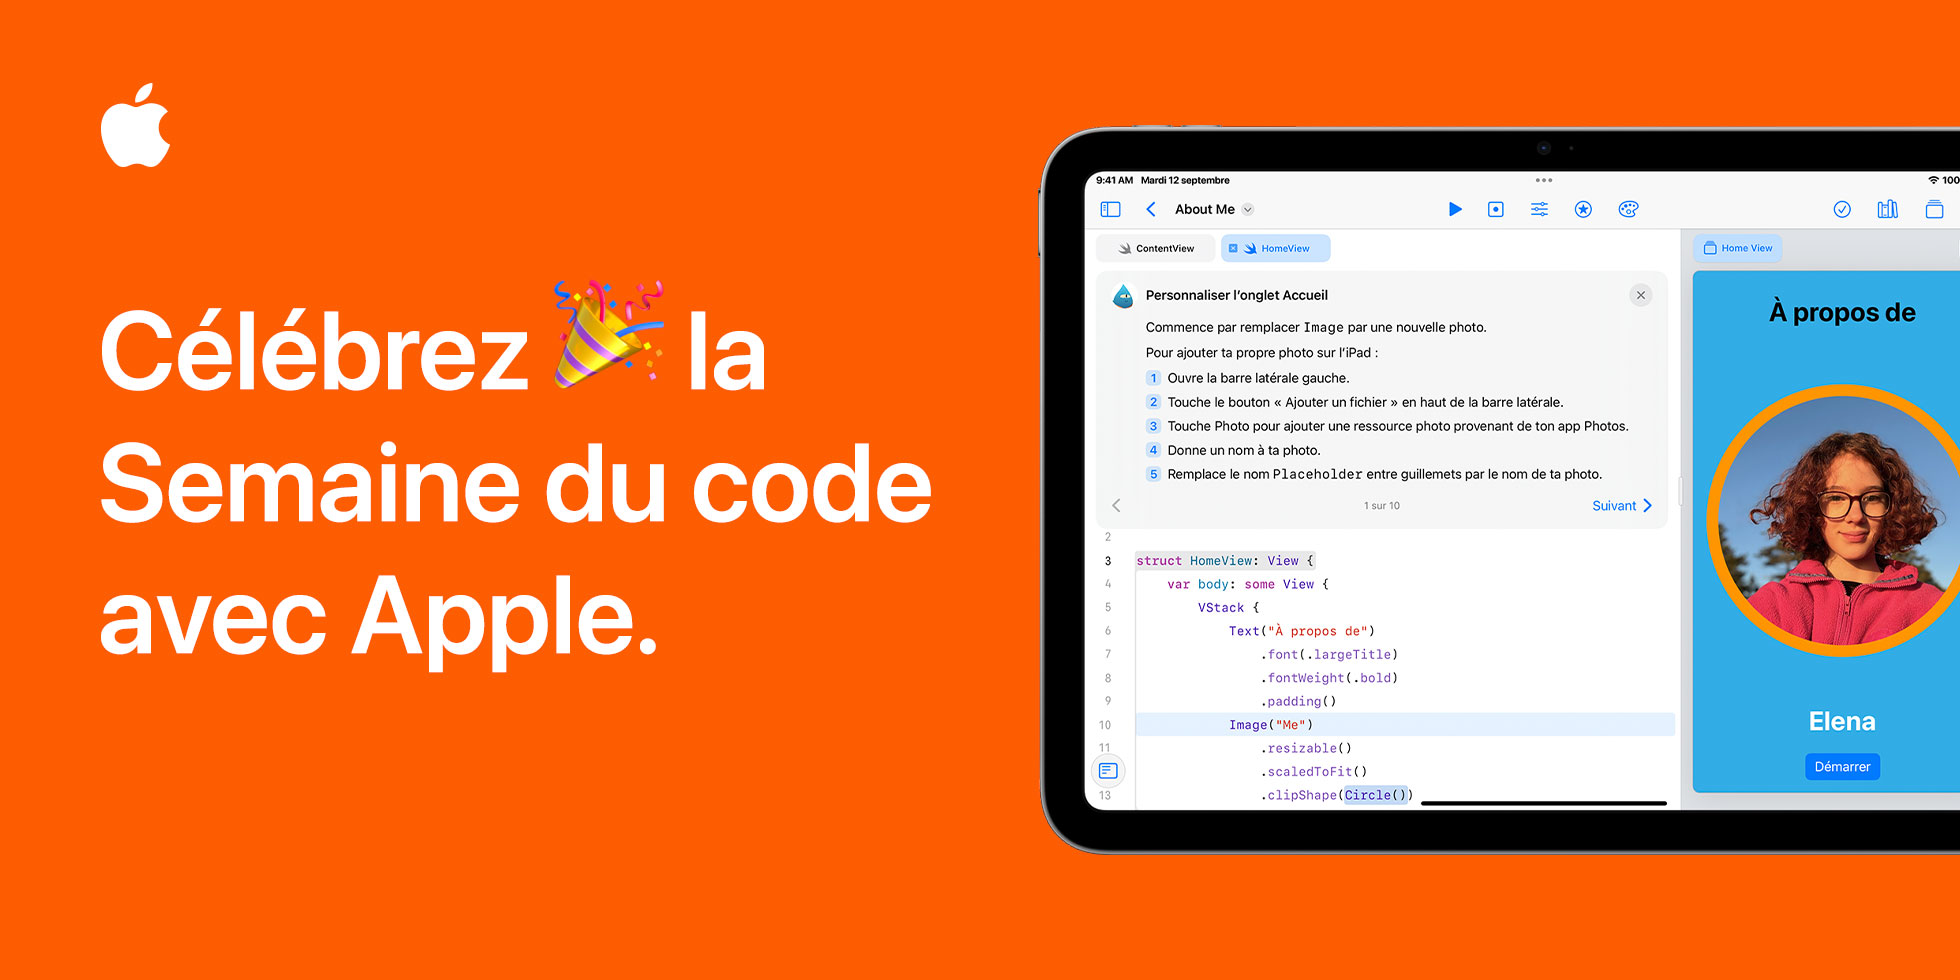 Célébrez 🎉 la
Semaine du code
avec Apple.
9:41 AM Mardi 12 septembre
100
About Me
ContentView
HomeView
Personnaliser l'onglet Accueil
Commence par remplacer Image par une nouvelle photo.
Pour ajouter ta propre photo sur l'iPad :
1 Ouvre la barre latérale gauche.
2 Touche le bouton « Ajouter un fichier » en haut de la barre latérale.
3 Touche Photo pour ajouter une ressource photo provenant de ton app Photos.
4 Donne un nom à ta photo.
5 Remplace le nom Placeholder entre guillemets par le nom de ta photo.
1 sur 10
Suivant
2
3 struct HomeView: View {
4 var body: some View {
5 VStack {
6 Text("À propos de")
7 .font(.largeTitle)
8 .fontWeight(.bold)
9 .padding()
10 Image("Me")
11 .resizable()
.scaledToFit()
13 .clipShape(Circle())
Home View
À propos de
Elena
Démarrer